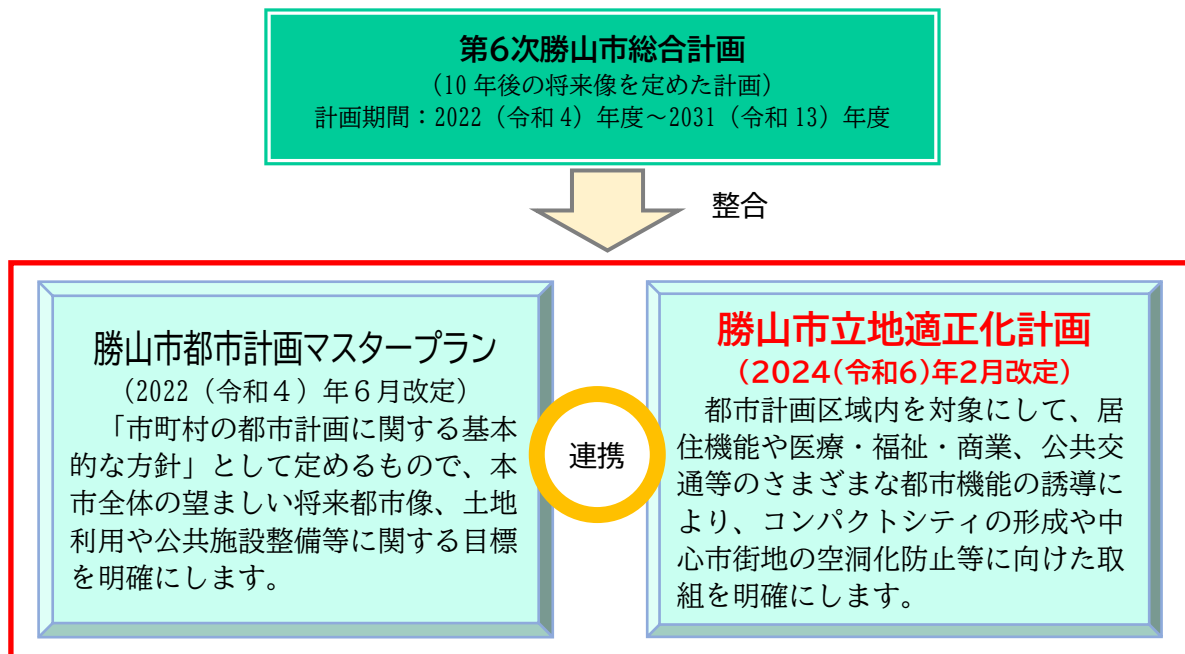 第6次勝山市総合計画
（10年後の将来像を定めた計画）
計画期間：2022（令和4）年度～2031（令和13）年度
整合
勝山市都市計画マスタープラン
（2022（令和４）年６月改定）
「市町村の都市計画に関する基本
的な方針」として定めるもので、本
市全体の望ましい将来都市像、土地
利用や公共施設整備等に関する目標
を明確にします。
連携
勝山市立地適正化計画
（2024(令和6)年2月改定）
都市計画区域内を対象にして、居
住機能や医療・福祉・商業、公共交
通等のさまざまな都市機能の誘導に
より、コンパクトシティの形成や中
心市街地の空洞化防止等に向けた取
組を明確にします。